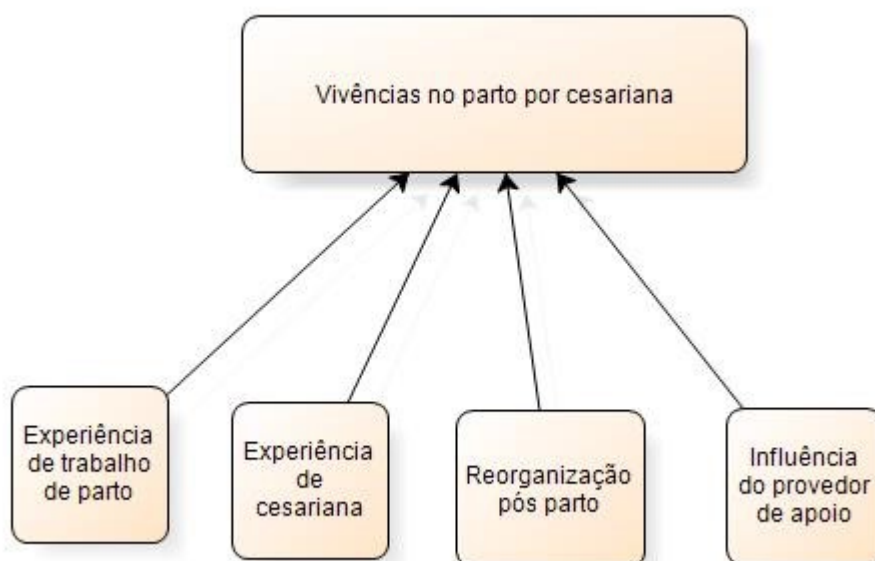 Vivências no parto por cesariana
Experiência
de trabalho
de parto
Experiência
de
cesariana
Reorganização
pós parto
Influência
do provedor
de apoio